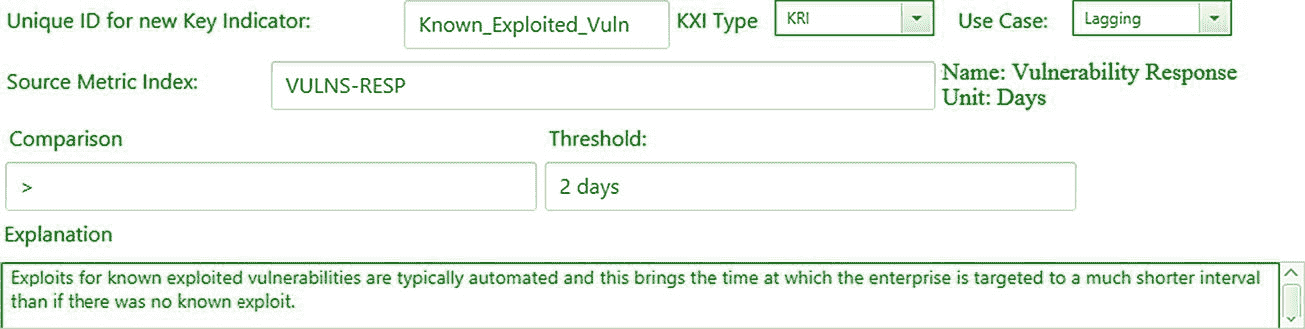 Unique ID for new Key Indicator: Known_Exploited_Vuln KXI Type KRI Use Case: Lagging
Source Metric Index: VULNS-RESP Name: Vulnerability Response
Unit: Days
Comparison Threshold:
> 2 days
Explanation
Exploits for known exploited vulnerabilities are typically automated and this brings the time at which the enterprise is targeted to a much shorter interval
than if there was no known exploit.